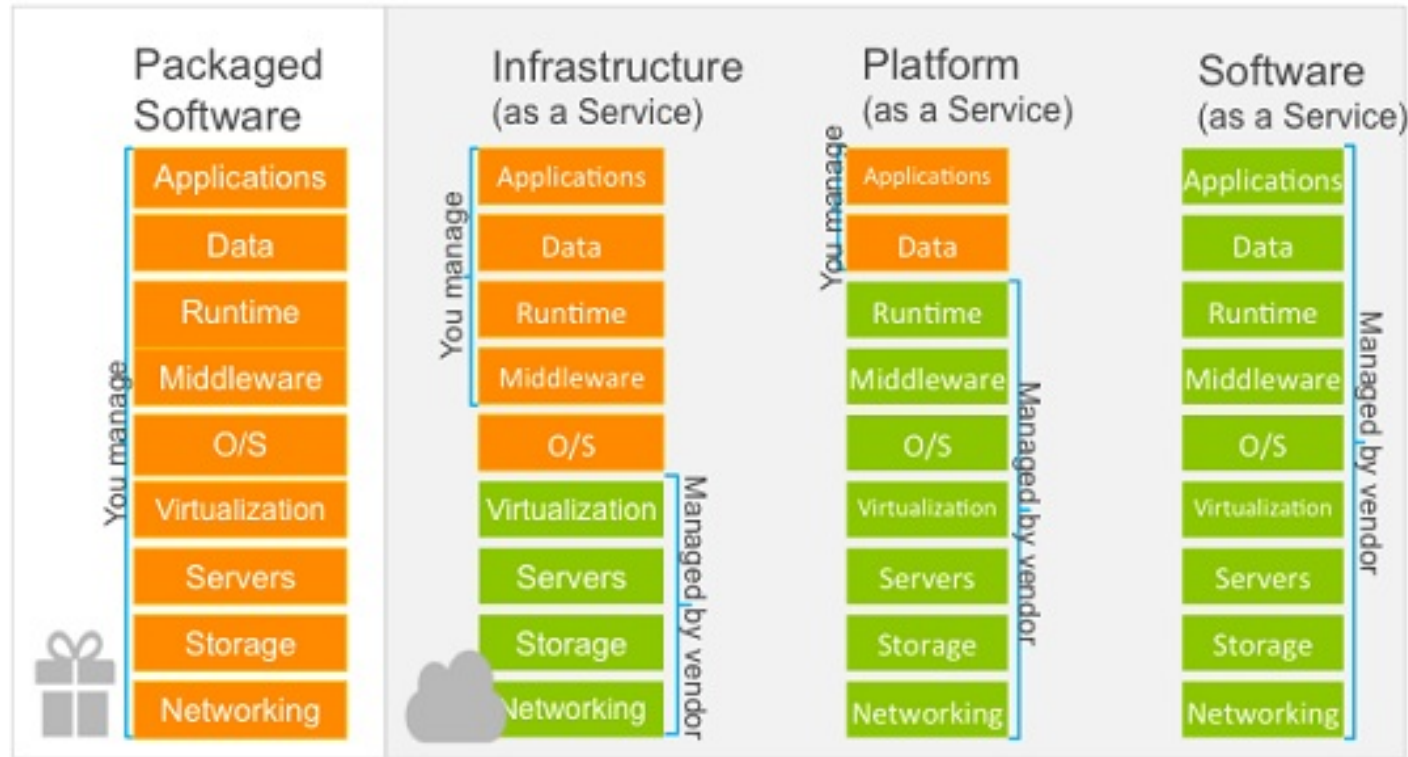 Packaged
Software
Applications
Data
Runtime
Middleware
O/S
Virtualization
Servers
Storage
Networking
You manage
Infrastructure
(as a Service)
Applications
Data
Runtime
Middleware
O/S
Virtualization
Servers
Storage
Networking
You manage
Managed by vendor
Platform
(as a Service)
Applications
Data
Runtime
Middleware
O/S
Virtualization
Servers
Storage
Networking
You manage
Managed by vendor
Software
(as a Service)
Applications
Data
Runtime
Middleware
O/S
Virtualization
Servers
Storage
Networking
Managed by vendor